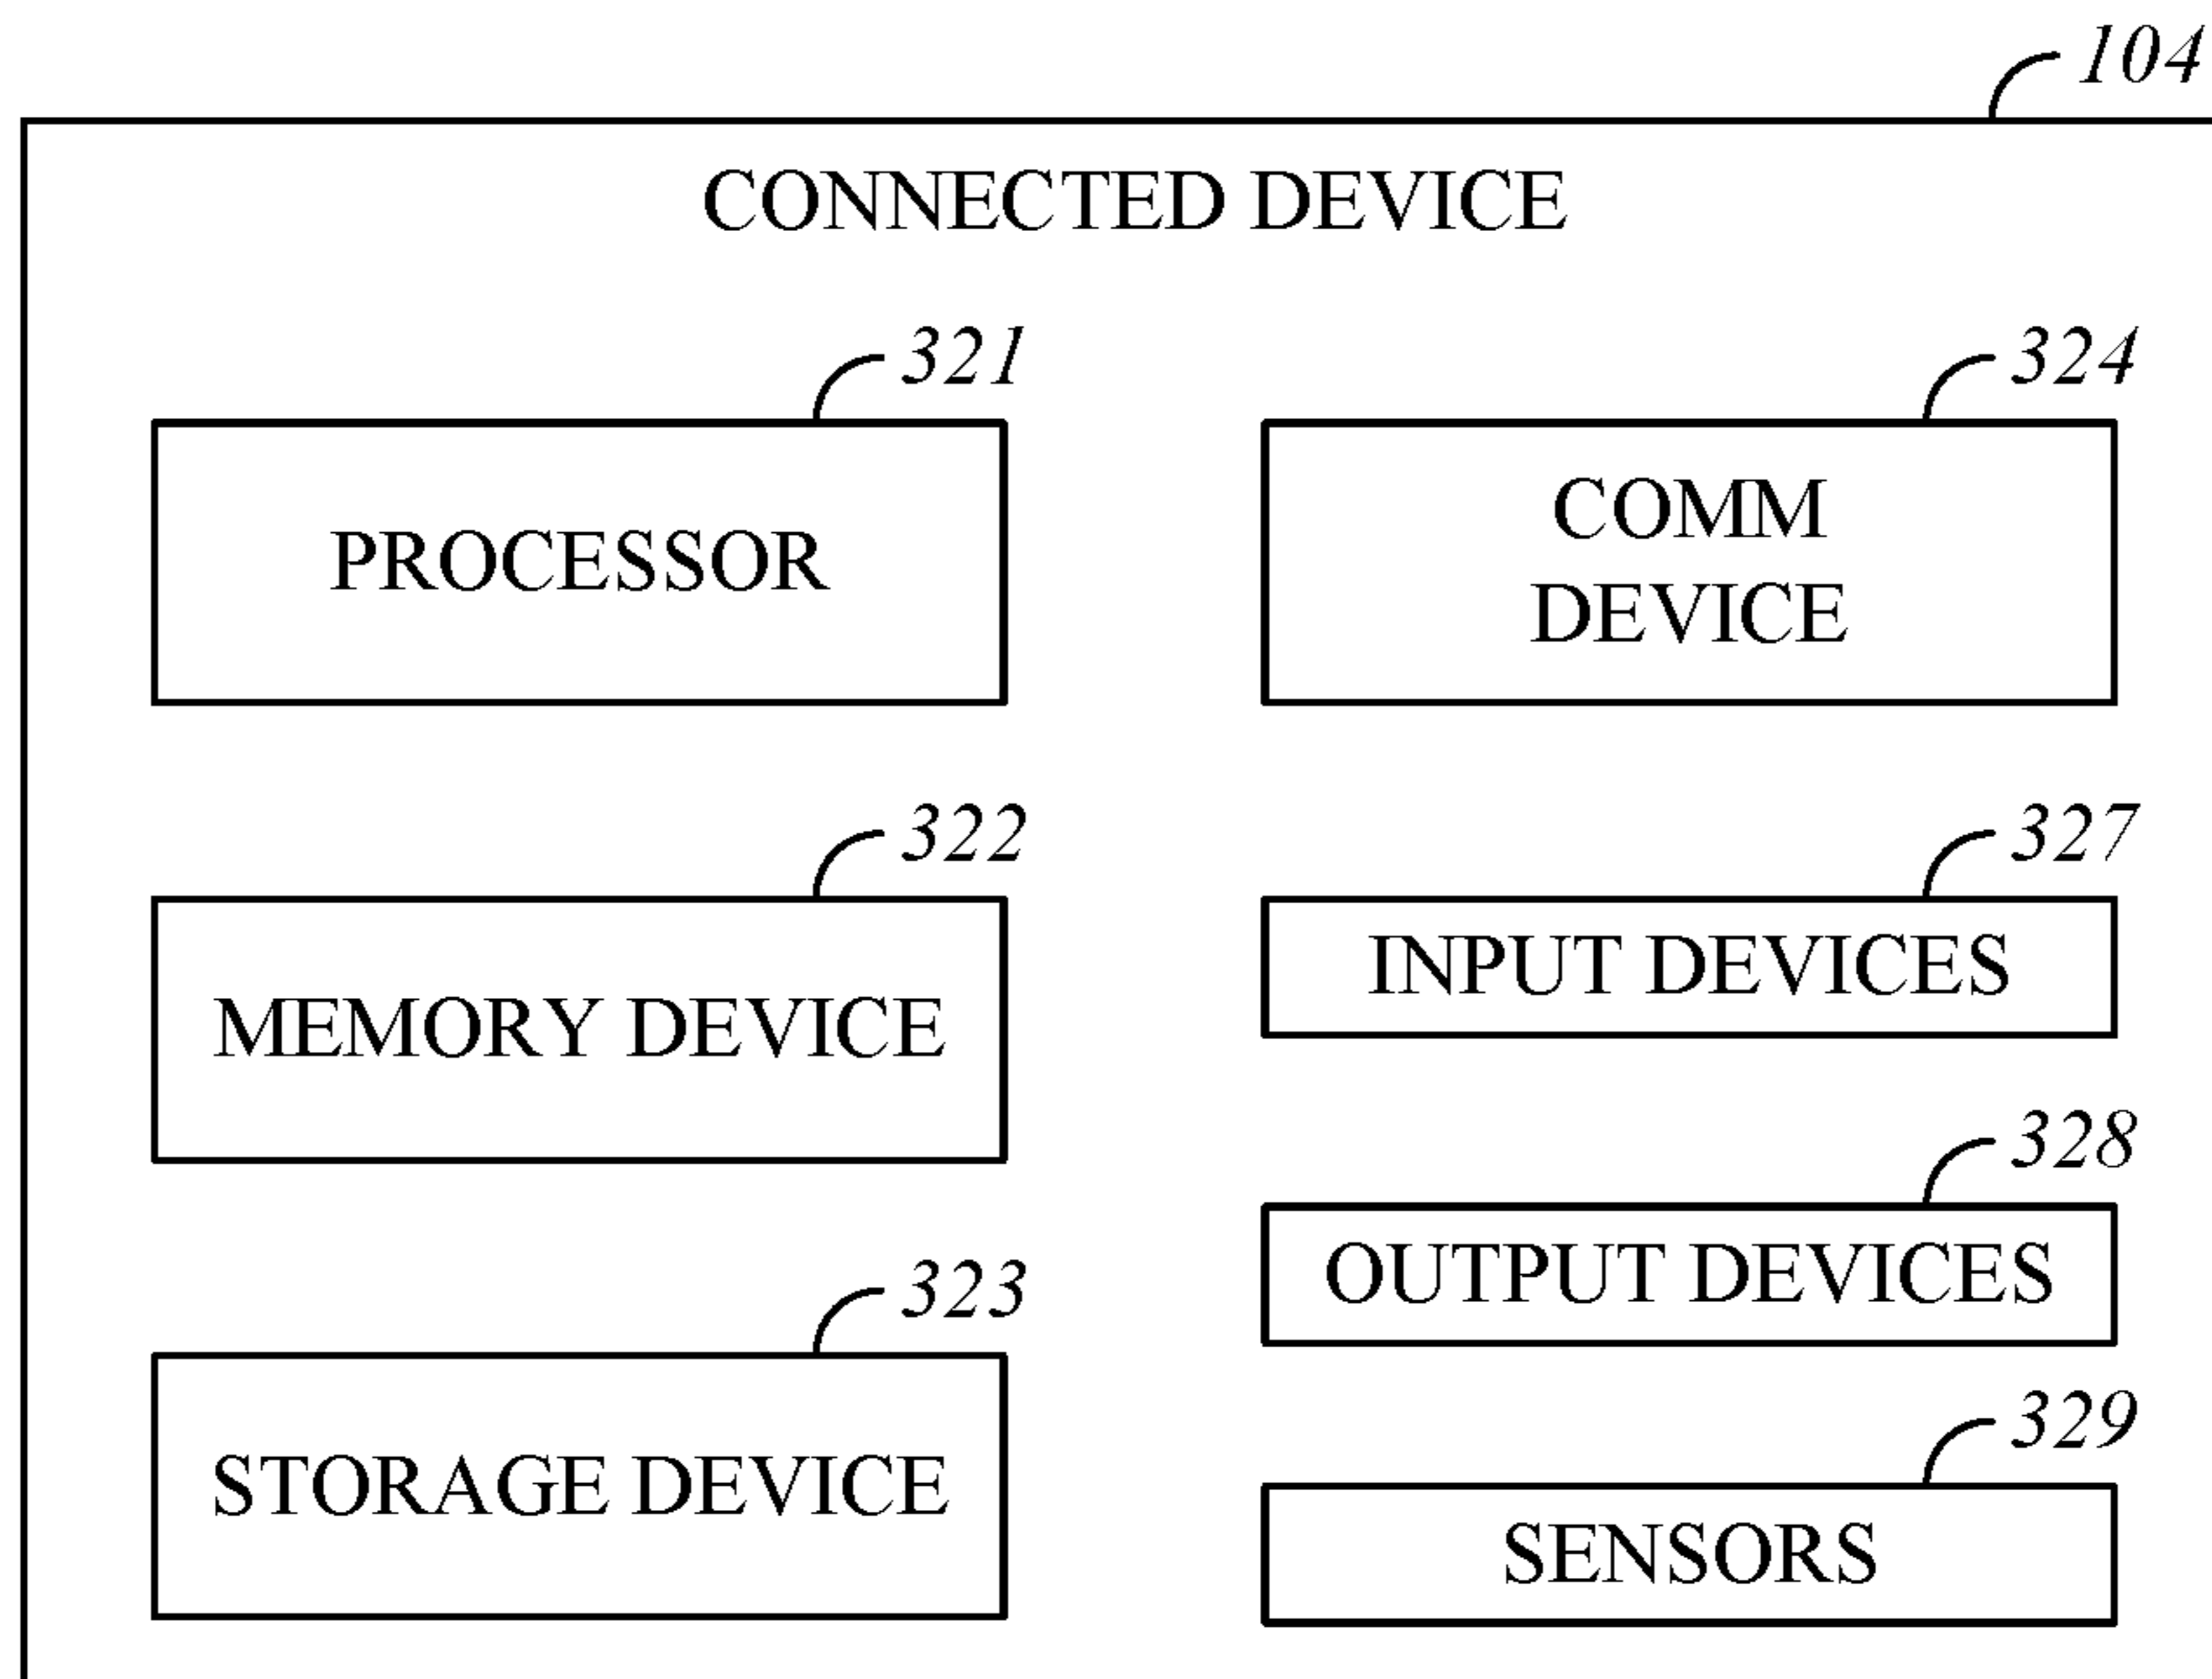 104
CONNECTED DEVICE
321
PROCESSOR
324
COMM
DEVICE
322
MEMORY DEVICE
327
INPUT DEVICES
328
OUTPUT DEVICES
323
STORAGE DEVICE
329
SENSORS